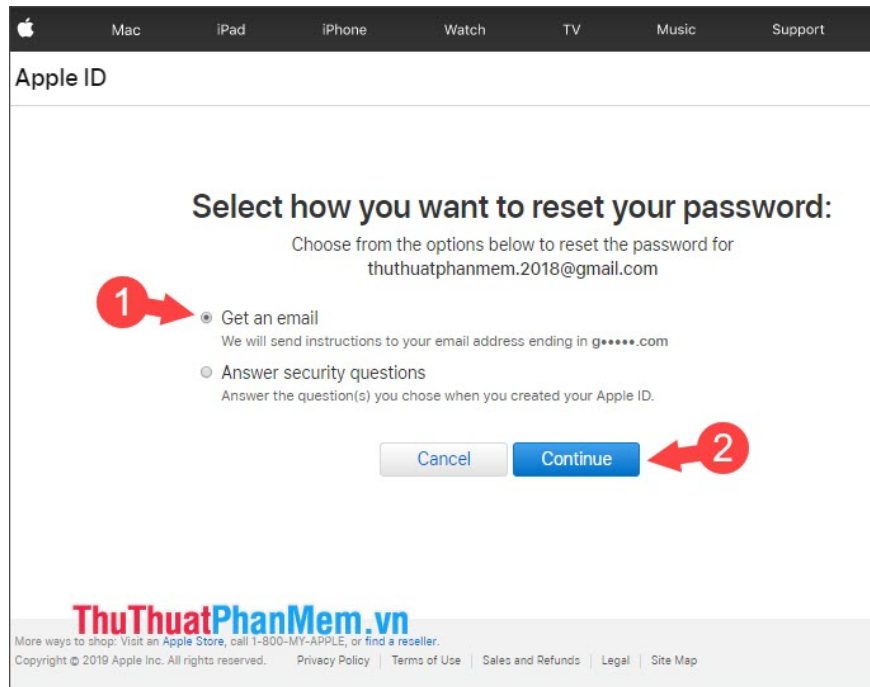 Mac iPad iPhone Watch TV Music Support
Apple ID
Select how you want to reset your password:
Choose from the options below to reset the password for
thuthuatphanmem.2018@gmail.com
1
Get an email
We will send instructions to your email address ending in g•••••.com
Answer security questions
Answer the question(s) you chose when you created your Apple ID.
Cancel Continue 2
ThuThuatPhanMem.vn
More ways to shop: Visit an Apple Store, call 1-800-MY-APPLE, or find a reseller.
Copyright © 2019 Apple Inc. All rights reserved. Privacy Policy | Terms of Use | Sales and Refunds | Legal | Site Map